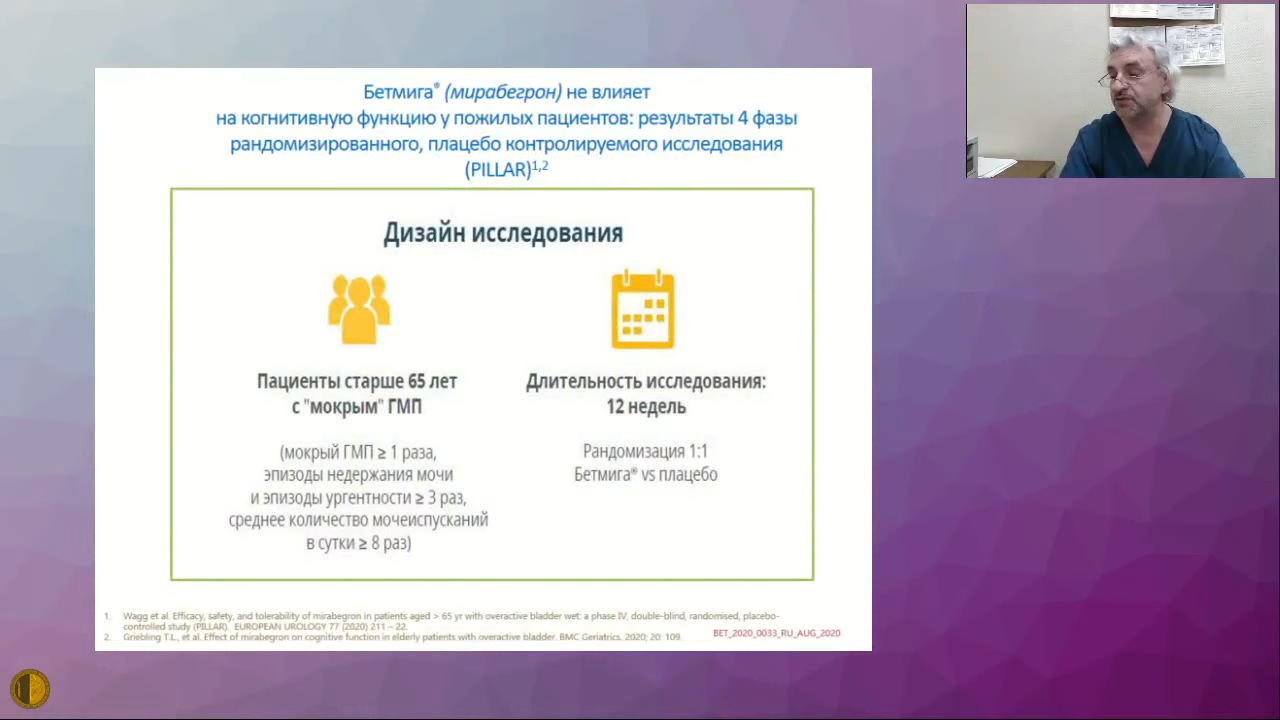 Бетмига® (мирабегрон) не влияет
на когнитивную функцию у пожилых пациентов: результаты 4 фазы
рандомизированного, плацебо контролируемого исследования
(PILLAR)1,2
Дизайн исследования
Пациенты старше 65 лет
с "мокрым" ГМП
(мокрый ГМП ≥ 1 раза,
эпизоды недержания мочи
и эпизоды ургентности ≥ 3 раз,
среднее количество мочеиспусканий
в сутки ≥ 8 раз)
Длительность исследования:
12 недель
Рандомизация 1:1
Бетмига® vs плацебо
1. Wagg et al. Efficacy, safety, and tolerability of mirabegron in patients aged > 65 yr with overactive bladder wet: a phase IV, double-blind, randomised, placebo-
controlled study (PILLAR). EUROPEAN UROLOGY 77 (2020) 211 – 22.
2. Griebling T.L., et al. Effect of mirabegron on cognitive function in elderly patients with overactive bladder. BMC Geriatrics. 2020; 20: 109.
BET_2020_0033_RU_AUG_2020